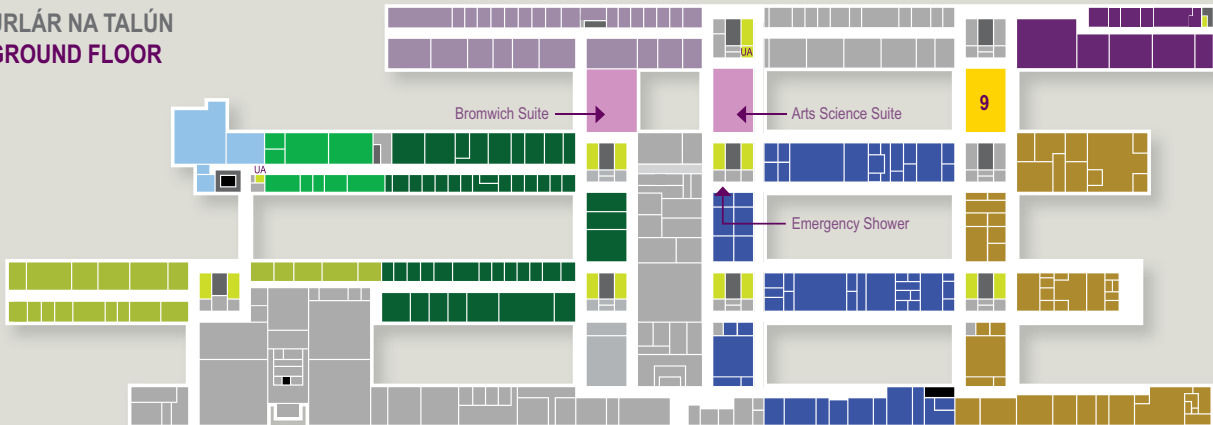 URLÁR NA TALÚN
GROUND FLOOR
UA
9
Bromwich Suite
Arts Science Suite
UA
Emergency Shower